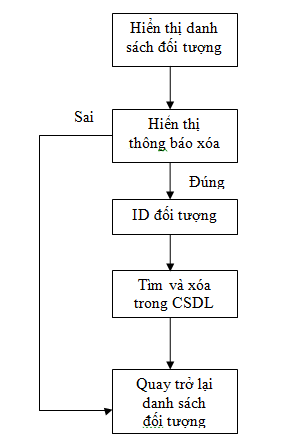 Hiển thị danh
sách đối tượng
Sai
Hiển thị
thông báo xóa
Đúng
ID đối tượng
Tìm và xóa
trong CSDL
Quay trở lại
danh sách
đối tượng